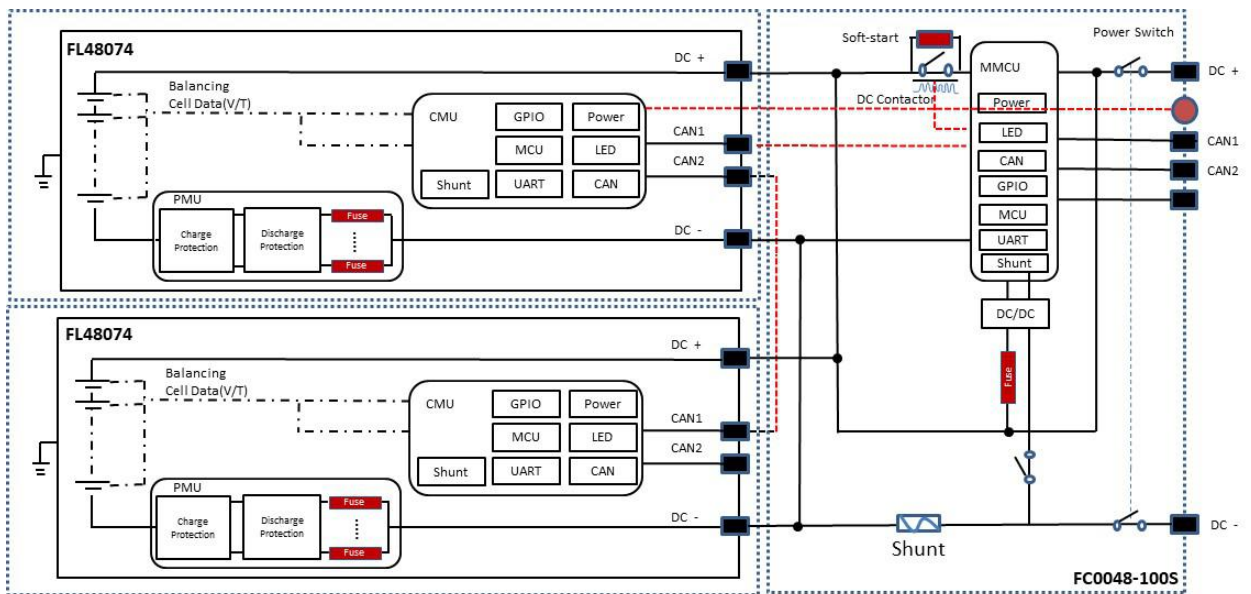 FL48074
DC +
Balancing
Cell Data(V/T)
CMU
GPIO
Power
MCU
LED
Shunt
UART
CAN
CAN1
CAN2
PMU
Charge
Protection
Discharge
Protection
Fuse
Fuse
DC -
FL48074
DC +
Balancing
Cell Data(V/T)
CMU
GPIO
Power
MCU
LED
Shunt
UART
CAN
CAN1
CAN2
PMU
Charge
Protection
Discharge
Protection
Fuse
Fuse
DC -
Soft-start
DC Contactor
MMCU
Power
LED
CAN
GPIO
MCU
UART
Shunt
DC/DC
Fuse
Power Switch
DC +
CAN1
CAN2
Shunt
DC -
FC0048-100S